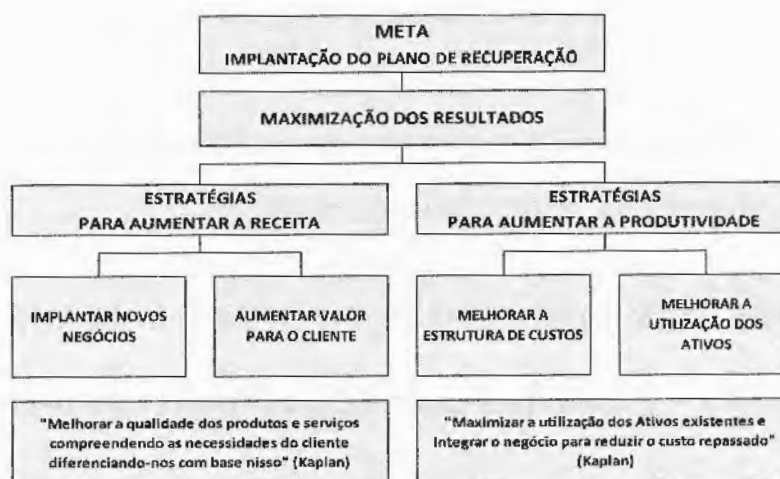 META
IMPLANTAÇÃO DO PLANO DE RECUPERAÇÃO
MAXIMIZAÇÃO DOS RESULTADOS
ESTRATÉGIAS
PARA AUMENTAR A RECEITA
ESTRATÉGIAS
PARA AUMENTAR A PRODUTIVIDADE
IMPLANTAR NOVOS
NEGÓCIOS
AUMENTAR VALOR
PARA O CLIENTE
MELHORAR A
ESTRUTURA DE CUSTOS
MELHORAR A
UTILIZAÇÃO DOS
ATIVOS
"Melhorar a qualidade dos produtos e serviços
compreendendo as necessidades do cliente
diferenciando-nos com base nisso" (Kaplan)
"Maximizar a utilização dos Ativos existentes e
Integrar o negócio para reduzir o custo repassado"
(Kaplan)